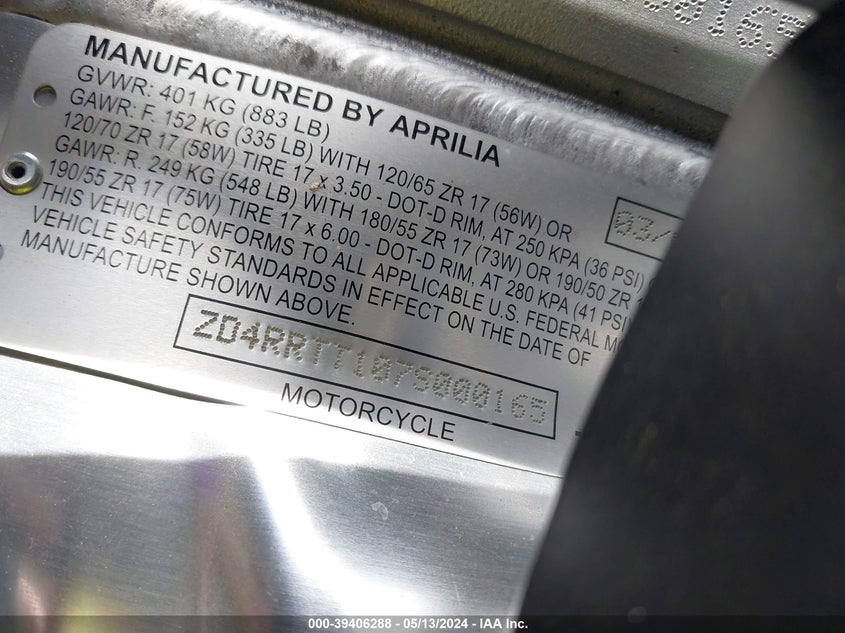 MANUFACTURED BY APRILIA
GVWR: 401 KG (883 LB)
GAWR. F. 152 KG (335 LB) WITH 120/65 ZR 17 (56W) OR
120/70 ZR 17 (58W) TIRE 17 x 3.50 - DOT-D RIM, AT 250 KPA (36 PSI)
GAWR. R. 249 KG (548 LB) WITH 180/55 ZR 17 (73W) OR 190/50 ZR
190/55 ZR 17 (75W) TIRE 17 x 6.00 - DOT-D RIM, AT 280 KPA (41 PSI
THIS VEHICLE CONFORMS TO ALL APPLICABLE U.S. FEDERAL
VEHICLE SAFETY STANDARDS IN EFFECT ON THE DATE OF
MANUFACTURE SHOWN ABOVE.
03/
ZD4RRTT107S000165
MOTORCYCLE
000-39406288 - 05/13/2024 - IAA Inc.